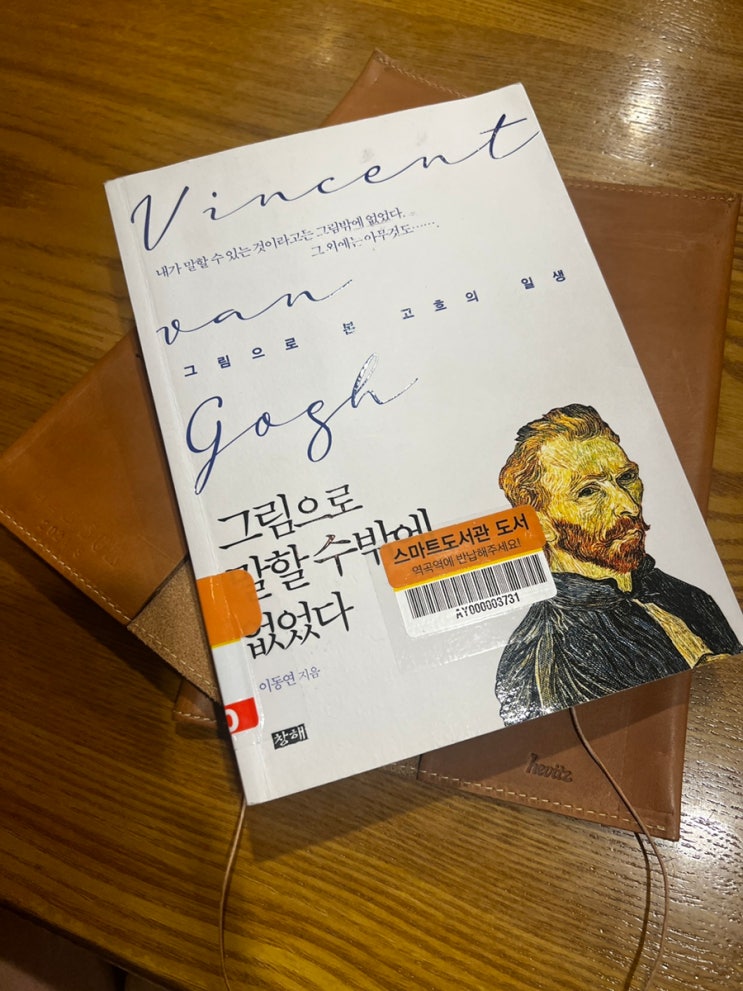 Vincent
내가 말할 수 있는 것이라고는 그림밖에 없었다.
그 외에는 아무것도……
van
그림으로 본 고흐의 일생
Gogh
그림으로
말할 수밖에
없었다
스마트도서관 도서
역곡역에 반납해주세요!
AY000003731
이동연 지음
창해
hevitz